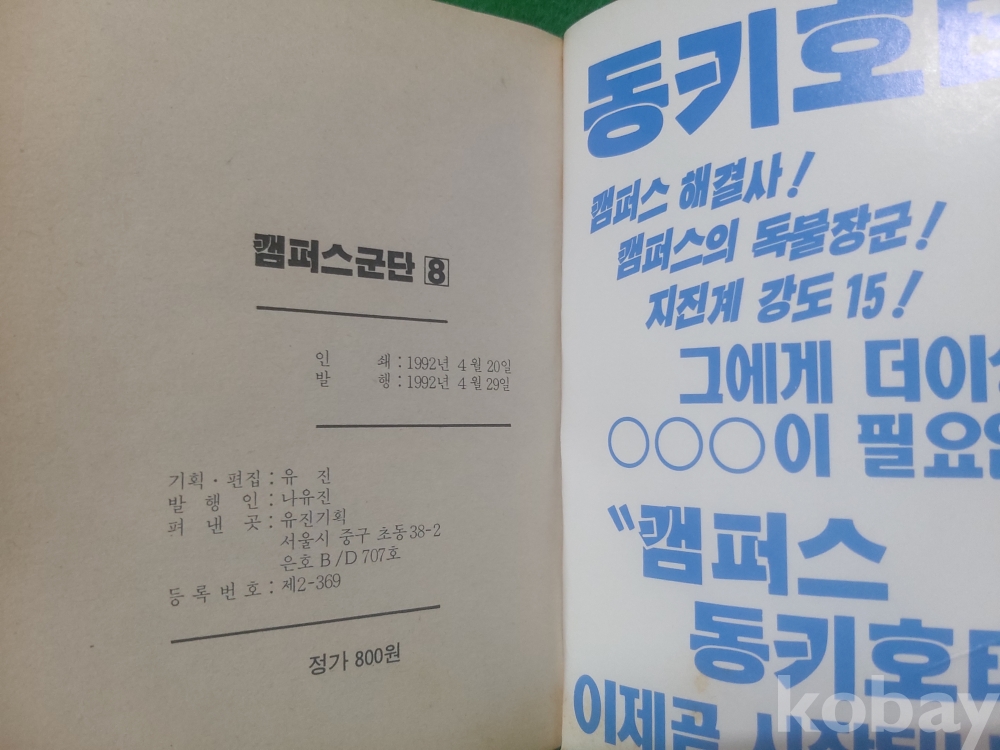 캠퍼스군단 8
인 쇄 : 1992년 4월 20일
발 행 : 1992년 4월 29일
기획·편집 : 유 진
발 행 인 : 나유진
펴 낸 곳 : 유진기획
서울시 중구 초동 38-2
은호 B/D 707호
등록번호 : 제2-369
정가 800원
동키호
캠퍼스 해결사!
캠퍼스의 독불장군!
지진계 강도 15!
그에게 더이
○○○이 필요
"캠퍼스
동키호
이제곧
kobay